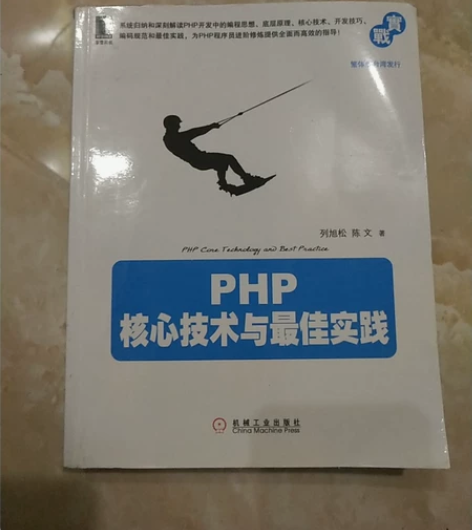 系统归纳和深刻解读PHP开发中的编程思想、底层原理、核心技术、开发技巧、
编码规范和最佳实践，为PHP程序员进阶修炼提供全面而高效的指导！
實
戰
列旭松 陈 文 著
PHP Core Technology and Best Practice
PHP
核心技术与最佳实践
机械工业出版社
China Machine Press